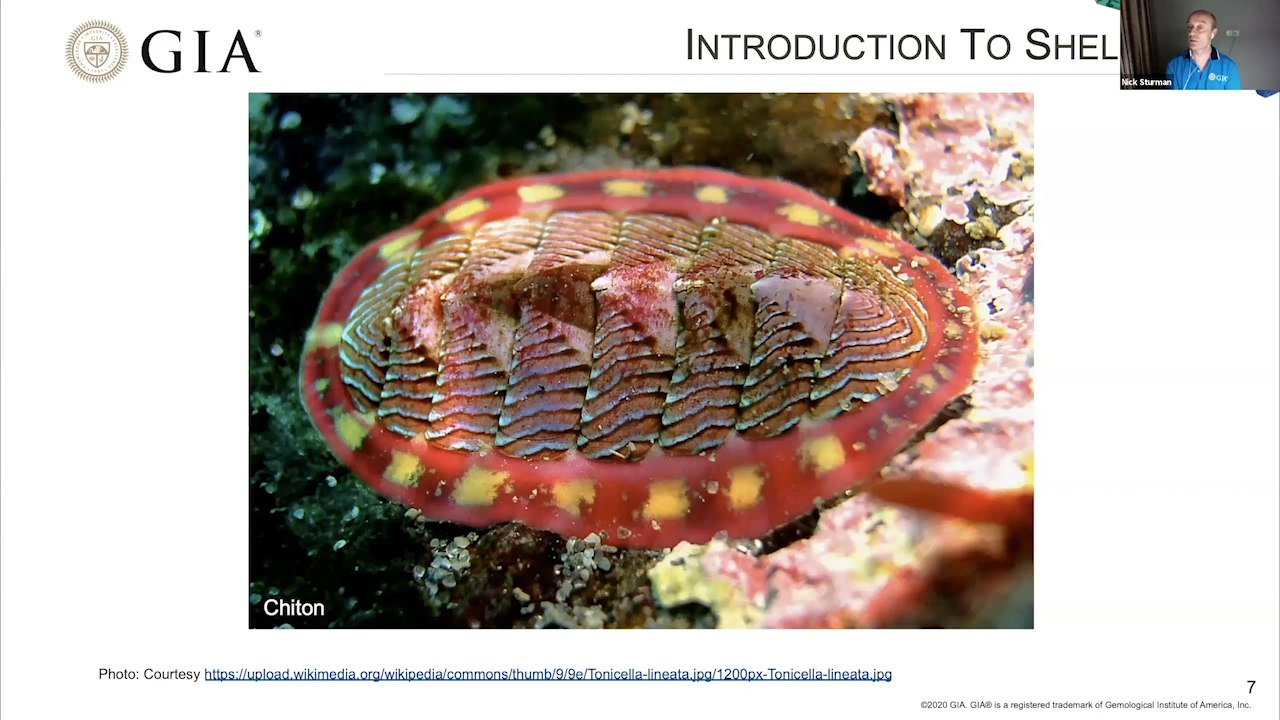 GIA®
INTRODUCTION TO SHEL
Nick Sturman
GIA
Chiton
Photo: Courtesy https://upload.wikimedia.org/wikipedia/commons/thumb/9/9e/Tonicella-lineata.jpg/1200px-Tonicella-lineata.jpg
7
©2020 GIA. GIA® is a registered trademark of Gemological Institute of America, Inc.